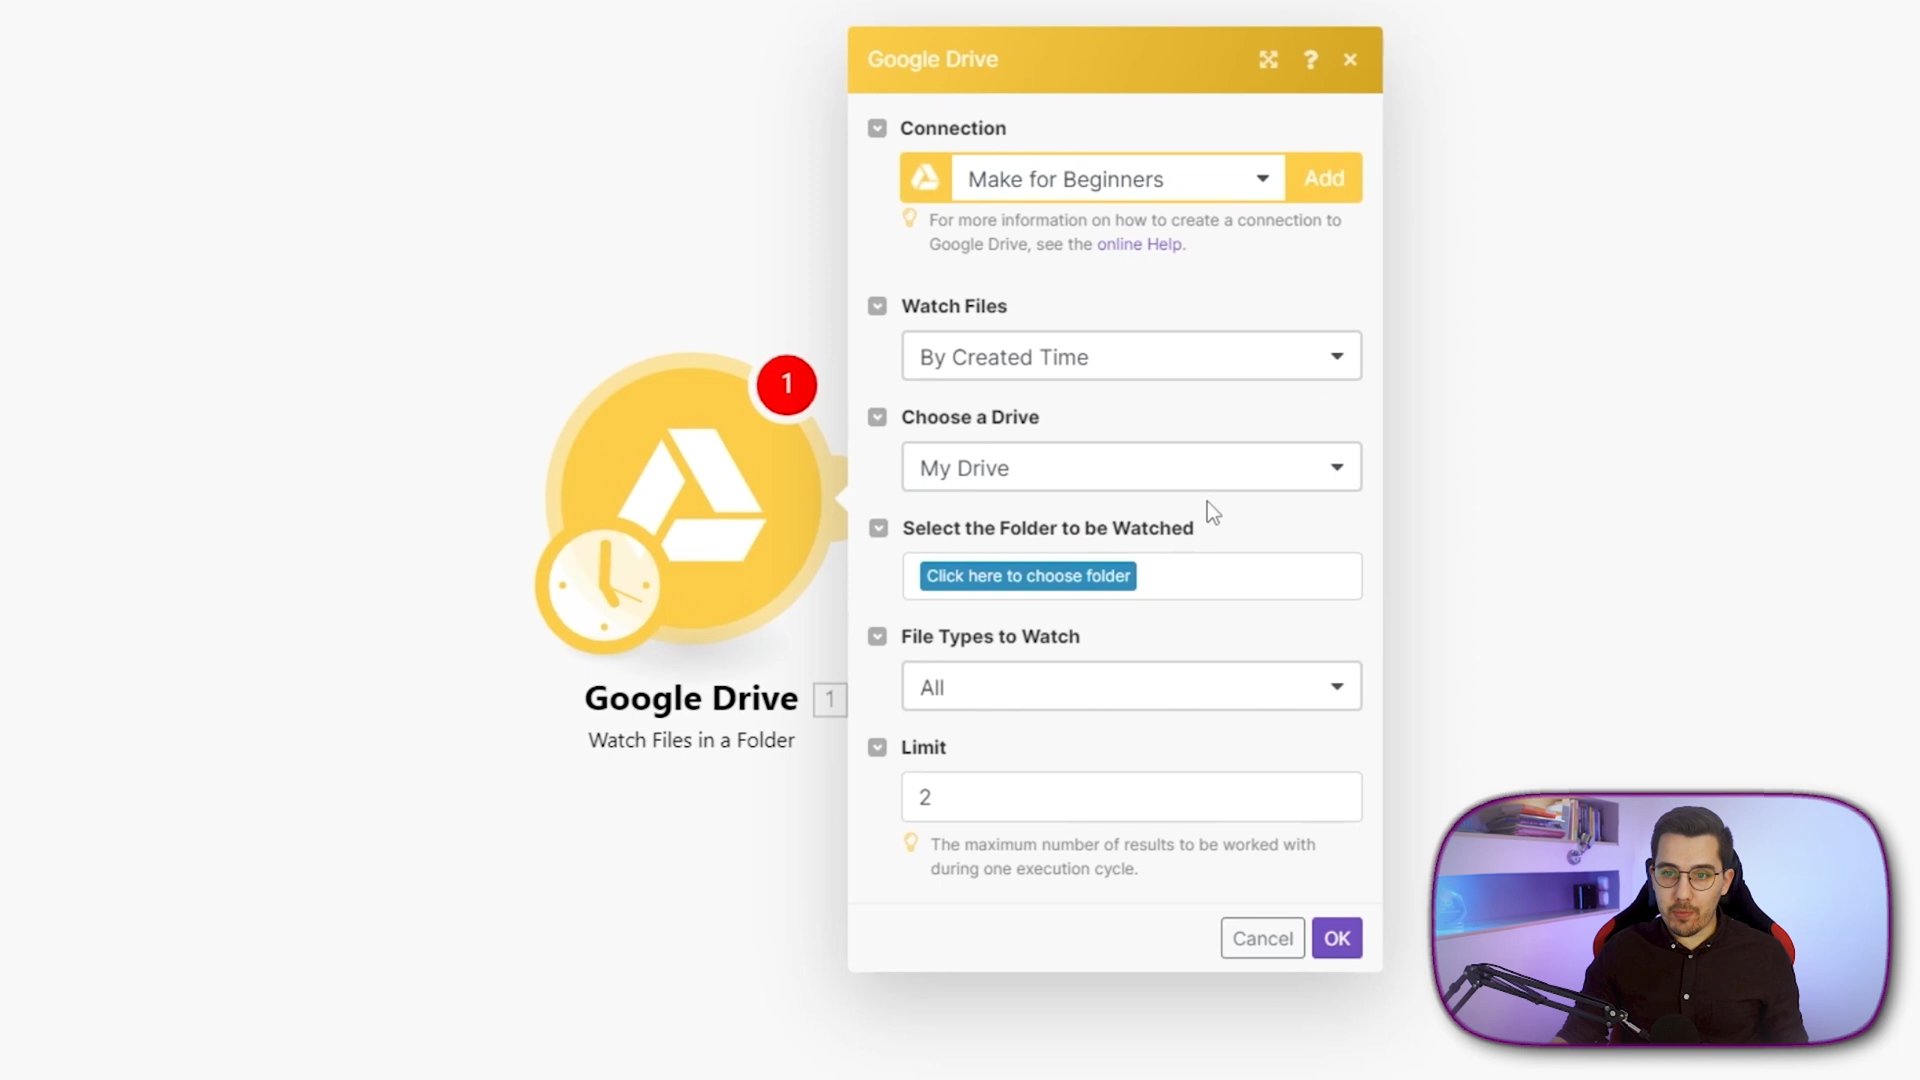 Google Drive
?
Connection
Make for Beginners
Add
For more information on how to create a connection to
Google Drive, see the online Help.
Watch Files
By Created Time
Choose a Drive
My Drive
Select the Folder to be Watched
Click here to choose folder
File Types to Watch
All
Limit
2
The maximum number of results to be worked with
during one execution cycle.
Cancel
OK
1
Google Drive
1
Watch Files in a Folder